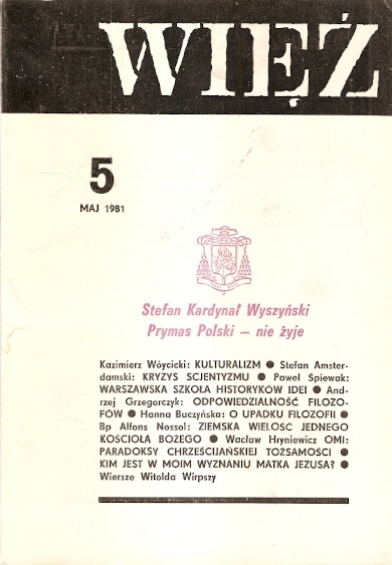 WIĘŹ
5
MAJ 1981
Stefan Kardynał Wyszyński
Prymas Polski — nie żyje
Kazimierz Wóycicki: KULTURALIZM ● Stefan Amster-
damski: KRYZYS SCJENTYZMU ● Paweł Śpiewak:
WARSZAWSKA SZKOŁA HISTORYKÓW IDEI ● And-
rzej Grzegorczyk: ODPOWIEDZIALNOŚĆ FILOZO-
FÓW ● Hanna Buczyńska: O UPADKU FILOZOFII ●
Bp Alfons Nossol: ZIEMSKA WIELOŚĆ JEDNEGO
KOŚCIOŁA BOŻEGO ● Wacław Hryniewicz OMI:
PARADOKSY CHRZEŚCIJAŃSKIEJ TOŻSAMOŚCI ●
KIM JEST W MOIM WYZNANIU MATKA JEZUSA? ●
Wiersze Witolda Wirpszy